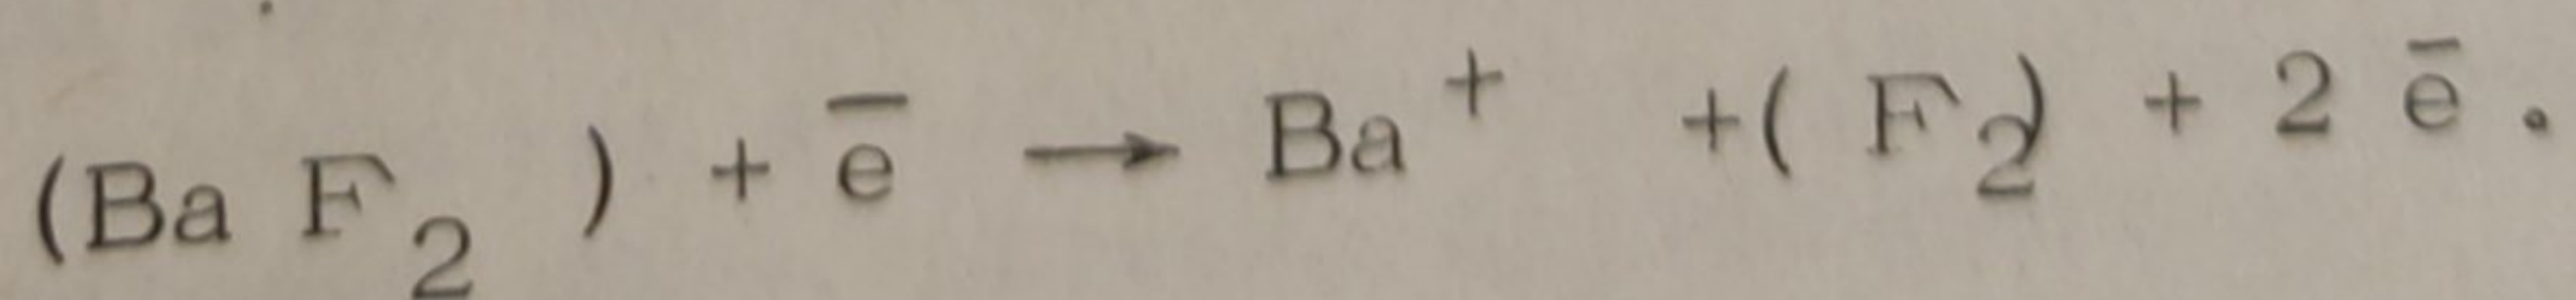 (Ba F₂ ) + e̅ → Ba⁺ +( F₂) + 2 e̅ .